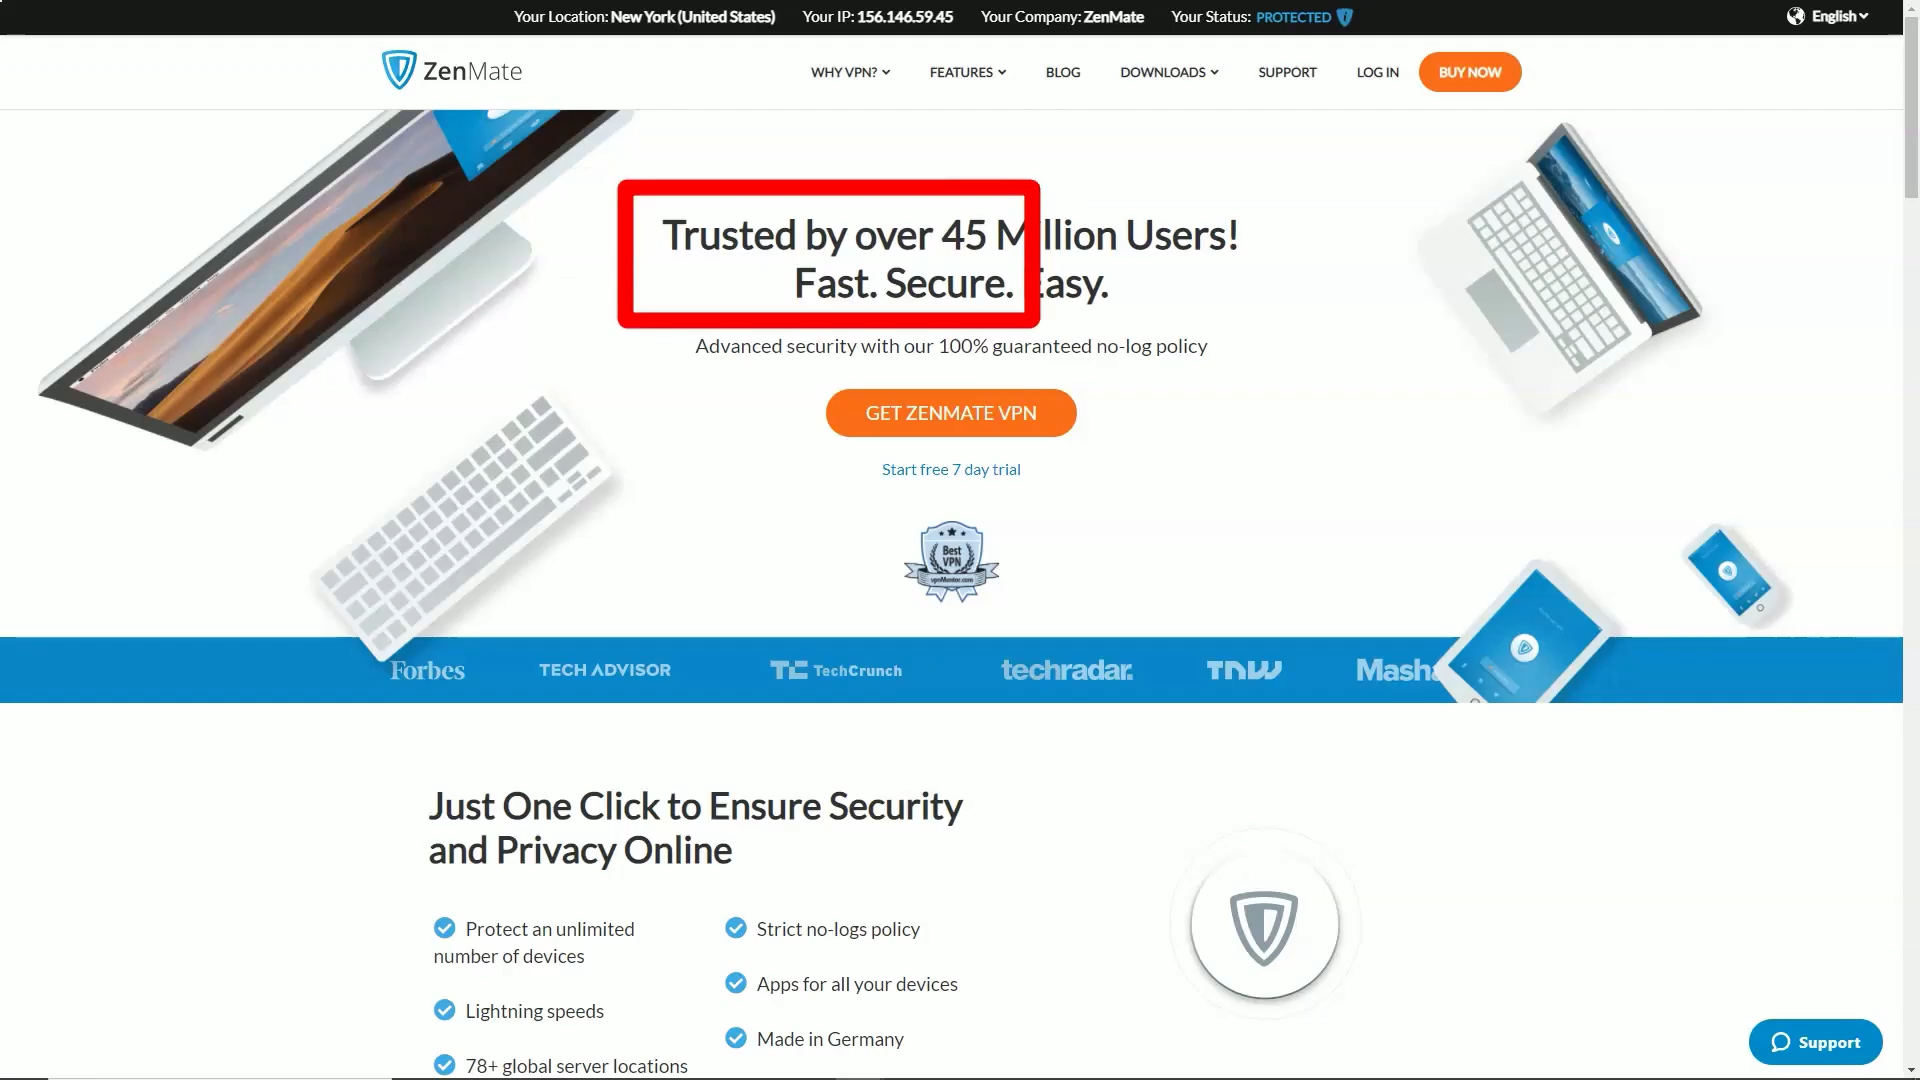 Your Location: New York (United States) Your IP: 156.146.59.45 Your Company: ZenMate Your Status: PROTECTED English
ZenMate WHY VPN? FEATURES BLOG DOWNLOADS SUPPORT LOG IN BUY NOW
Trusted by over 45 M llion Users!
Fast. Secure. Easy.
Advanced security with our 100% guaranteed no-log policy
GET ZENMATE VPN
Start free 7 day trial
Best
VPN
vpnMentor.com
Forbes TECH ADVISOR TC TechCrunch techradar. TNW Masha
Just One Click to Ensure Security
and Privacy Online
Protect an unlimited
number of devices
Lightning speeds
78+ global server locations
Strict no-logs policy
Apps for all your devices
Made in Germany
Support